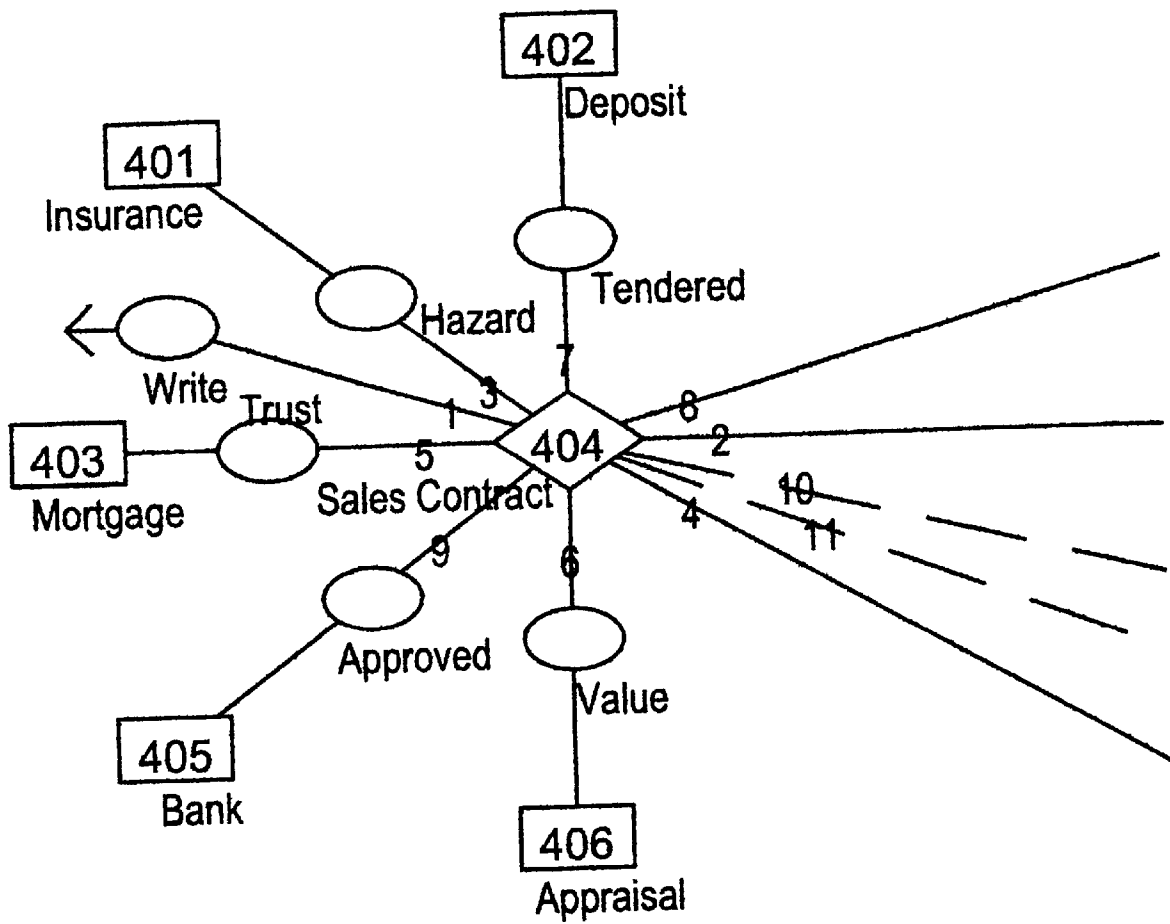 402
Deposit
401
Insurance
Tendered
Hazard
Write
7
3
1
8
Trust
2
403
5
404
Mortgage
Sales Contract
10
4
11
9
6
Approved
Value
405
Bank
406
Appraisal